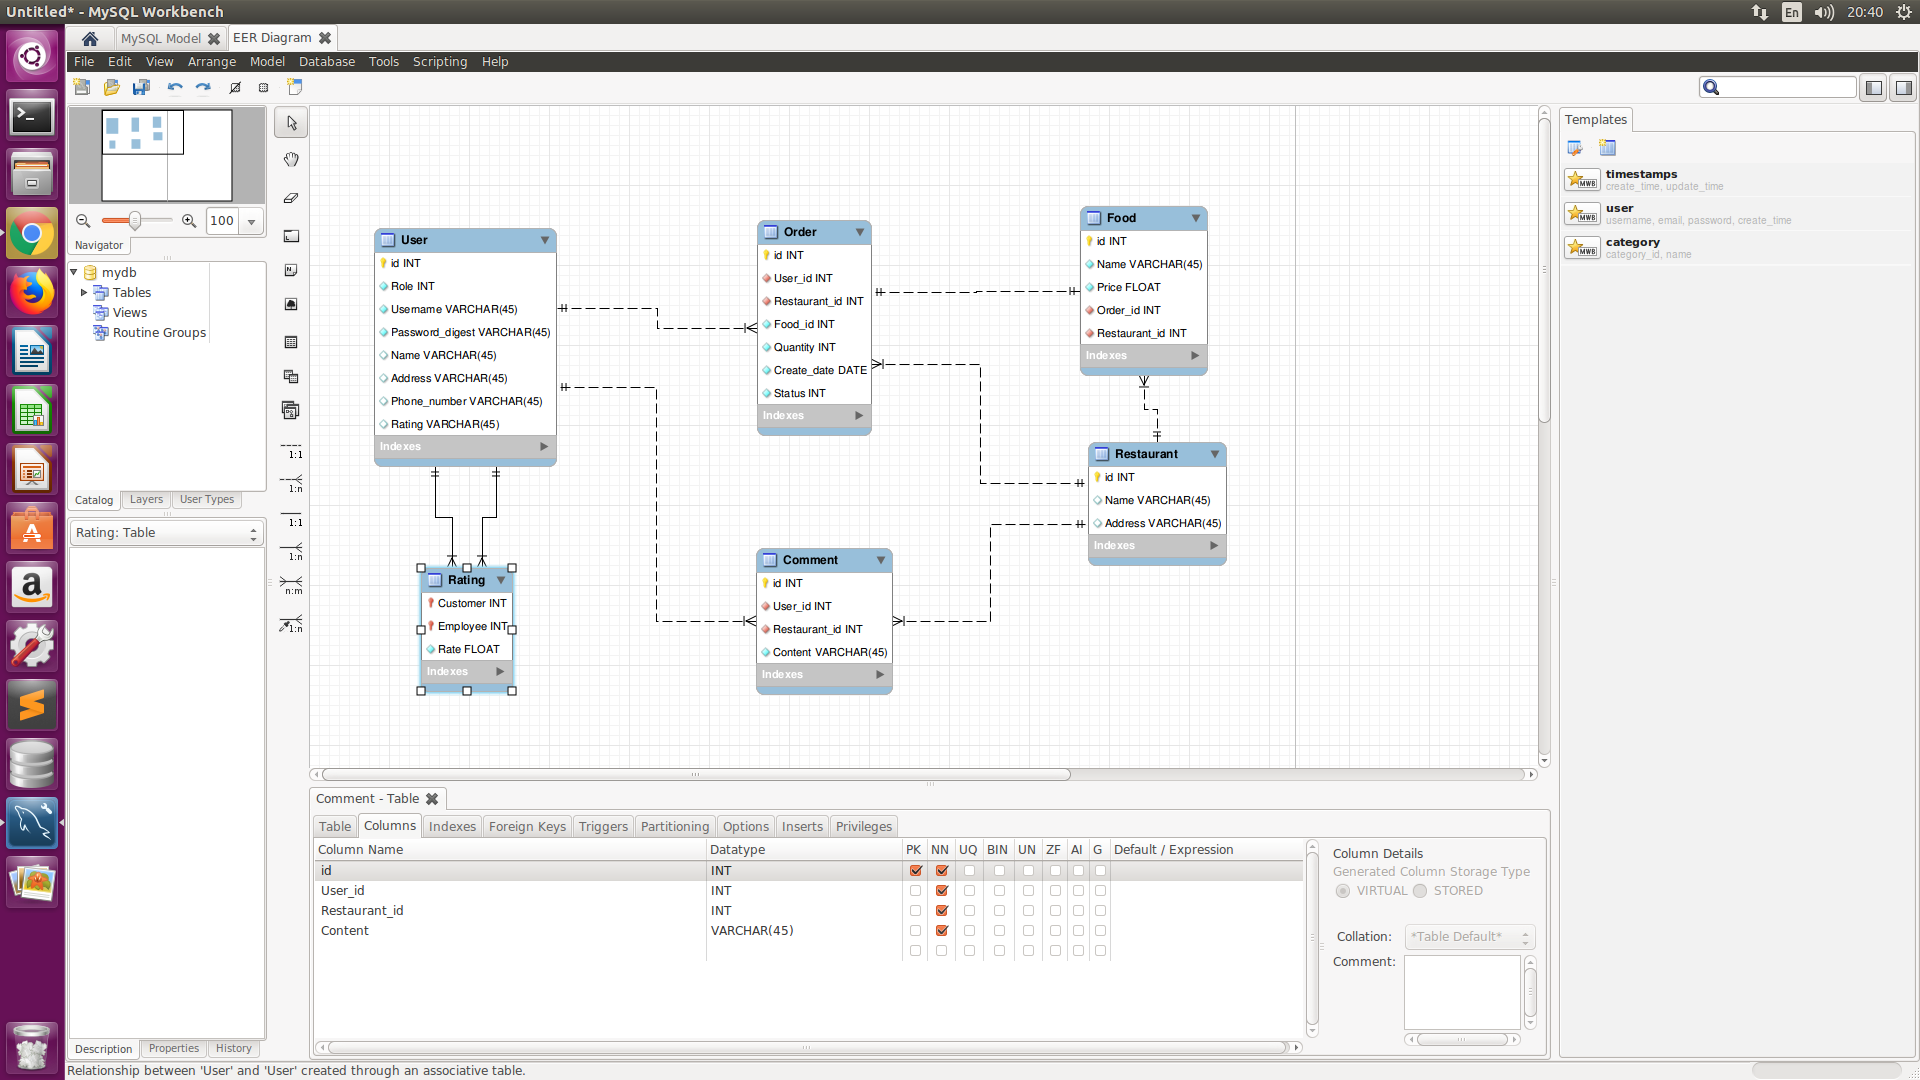 Untitled* - MySQL Workbench
En
20:40
MySQL Model
EER Diagram
File Edit View Arrange Model Database Tools Scripting Help
100
Navigator
mydb
Tables
Views
Routine Groups
Catalog Layers User Types
Rating: Table
Description Properties History
1:1
1:n
1:1
1:n
n:m
1:n
User
id INT
Role INT
Username VARCHAR(45)
Password_digest VARCHAR(45)
Name VARCHAR(45)
Address VARCHAR(45)
Phone_number VARCHAR(45)
Rating VARCHAR(45)
Indexes
Order
id INT
User_id INT
Restaurant_id INT
Food_id INT
Quantity INT
Create_date DATE
Status INT
Indexes
Food
id INT
Name VARCHAR(45)
Price FLOAT
Order_id INT
Restaurant_id INT
Indexes
Restaurant
id INT
Name VARCHAR(45)
Address VARCHAR(45)
Indexes
Rating
Customer INT
Employee INT
Rate FLOAT
Indexes
Comment
id INT
User_id INT
Restaurant_id INT
Content VARCHAR(45)
Indexes
Templates
MWB
timestamps
create_time, update_time
MWB
user
username, email, password, create_time
MWB
category
category_id, name
Comment - Table
Table Columns Indexes Foreign Keys Triggers Partitioning Options Inserts Privileges
Column Name Datatype PK NN UQ BIN UN ZF AI G Default / Expression
id INT
User_id INT
Restaurant_id INT
Content VARCHAR(45)
Column Details
Generated Column Storage Type
VIRTUAL STORED
Collation: *Table Default*
Comment:
Relationship between 'User' and 'User' created through an associative table.